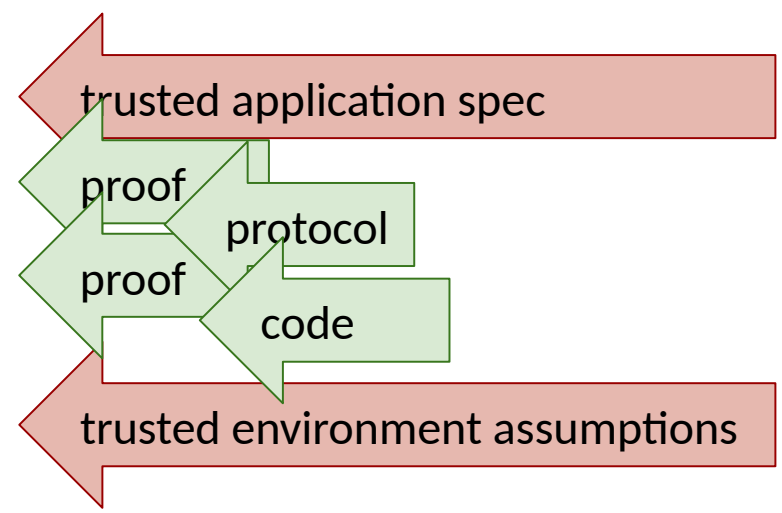 trusted application spec
proof
protocol
proof
code
trusted environment assumptions